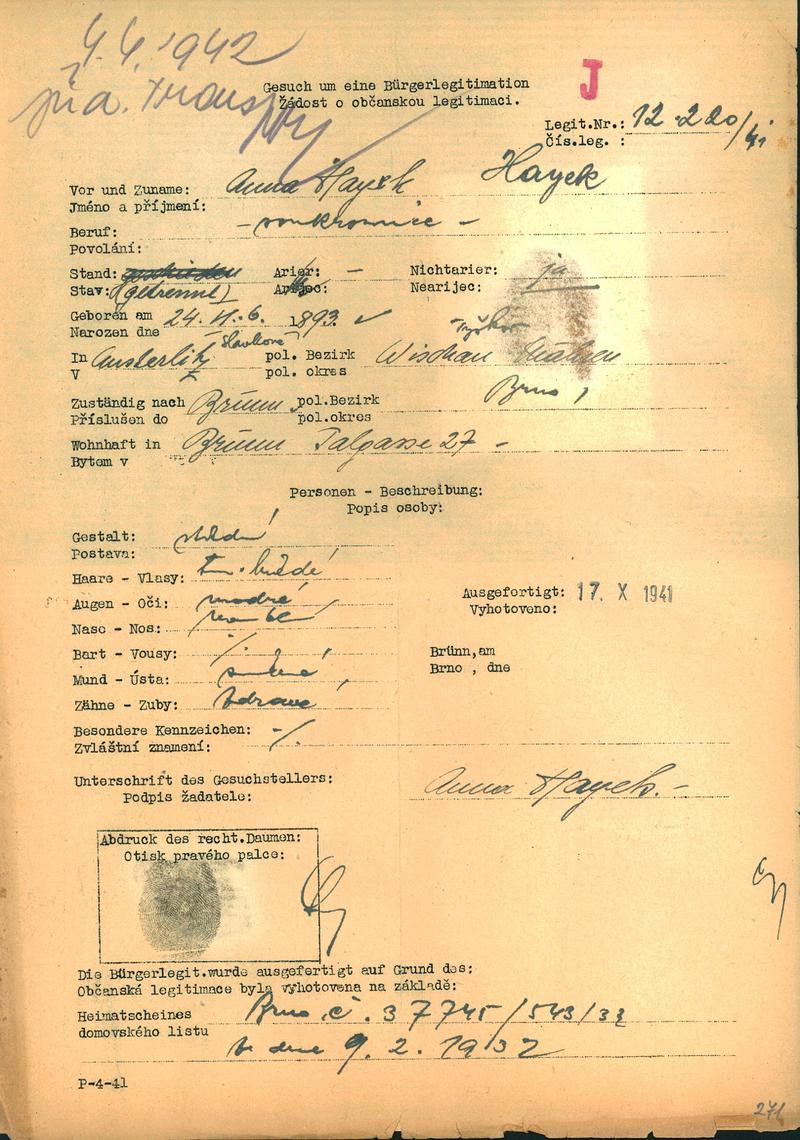 4.4.1942
J
Gesuch um eine Bürgerlegitimation
Žádost o občanskou legitimaci.
Legit.Nr.: 12.200/41
Čís.leg. :
Vor und Zuname: Anna Hayek Hayek
Jméno a příjmení:
Beruf: - soukromnice -
Povolání:
Stand: Arier: - Nichtarier: ja
Stav: (getrennt) Arijec: Nearijec:
Geboren am 24. 6. 1893.
Narozen dne
In Austerlitz Slavkově pol. Bezirk Wischau Mähren Vyškov
V pol. okres
Zuständig nach Brünn pol.Bezirk Brno
Příslušen do pol.okres
Wohnhaft in Brünn Talgasse 27 -
Bytem v
Personen - Beschreibung:
Popis osoby:
Gestalt: střední
Postava:
Haare - Vlasy: tm. hnědé
Augen - Oči: modré
Nase - Nos:
Bart - Vousy: /.
Mund - Ústa:
Zähne - Zuby: zdravé
Besondere Kennzeichen: -/.
Zvláštní znamení:
Ausgefertigt: 17. X 1941
Vyhotoveno:
Brünn,am
Brno , dne
Unterschrift des Gesuchstellers:
Podpis žadatele:
Anna Hayek. -
Abdruck des recht.Daumen:
Otisk pravého palce:
Die Bürgerlegit.wurde ausgefertigt auf Grund des:
Občanská legitimace byla vyhotovena na základě:
Heimatscheines Brno č. 37745/543/32
domovského listu
ze dne 9. 2. 1932
P-4-41
271